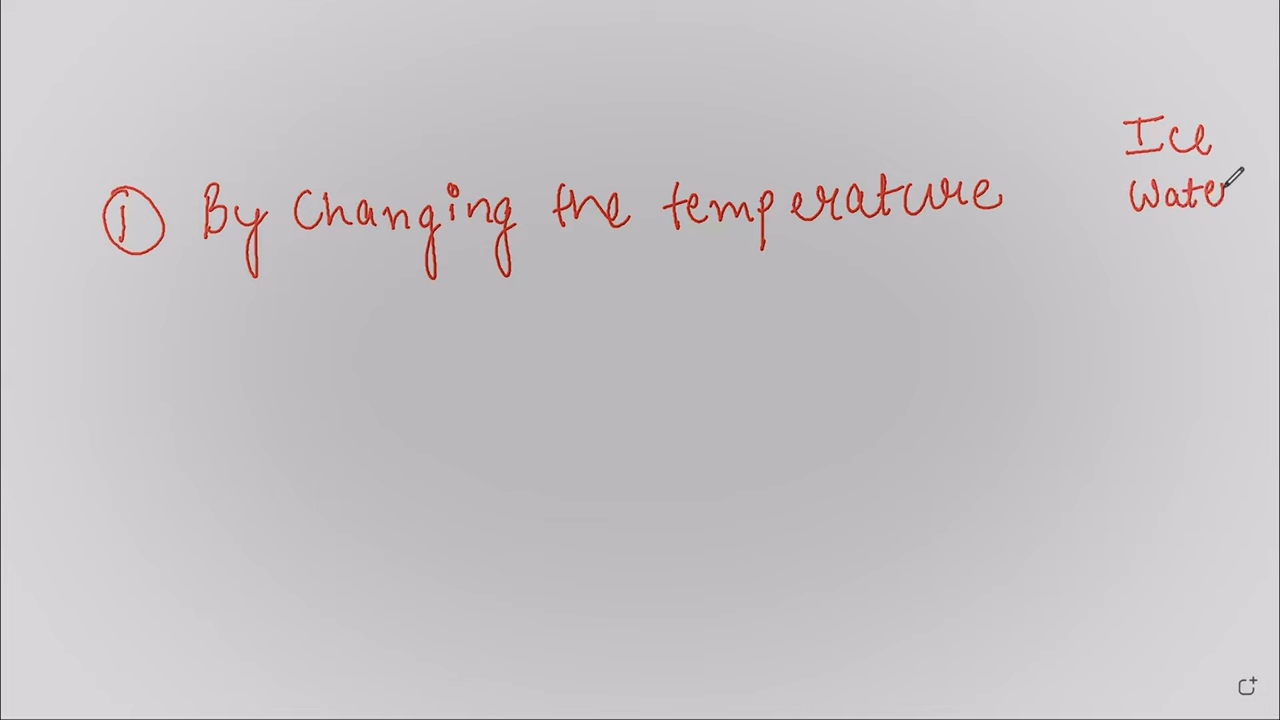 ① By Changing the temperature
Ice
Water